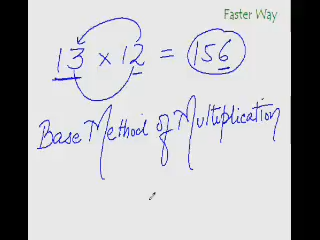 Faster Way
13 × 12 = 156
Base Method of Multiplication